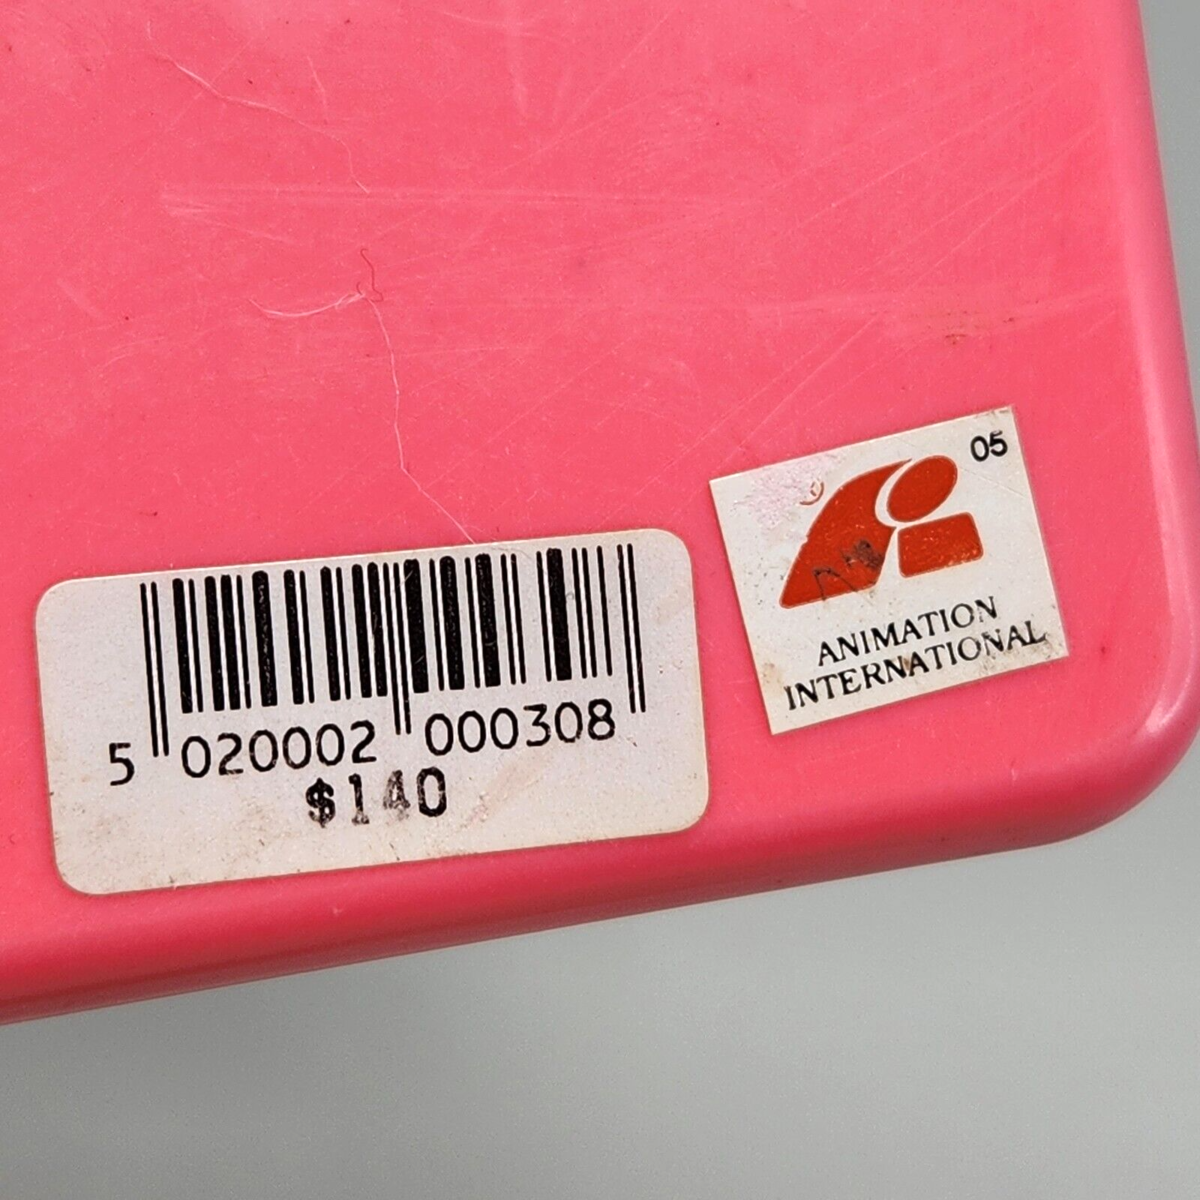 5 020002 000308
$140
05
ANIMATION
INTERNATIONAL